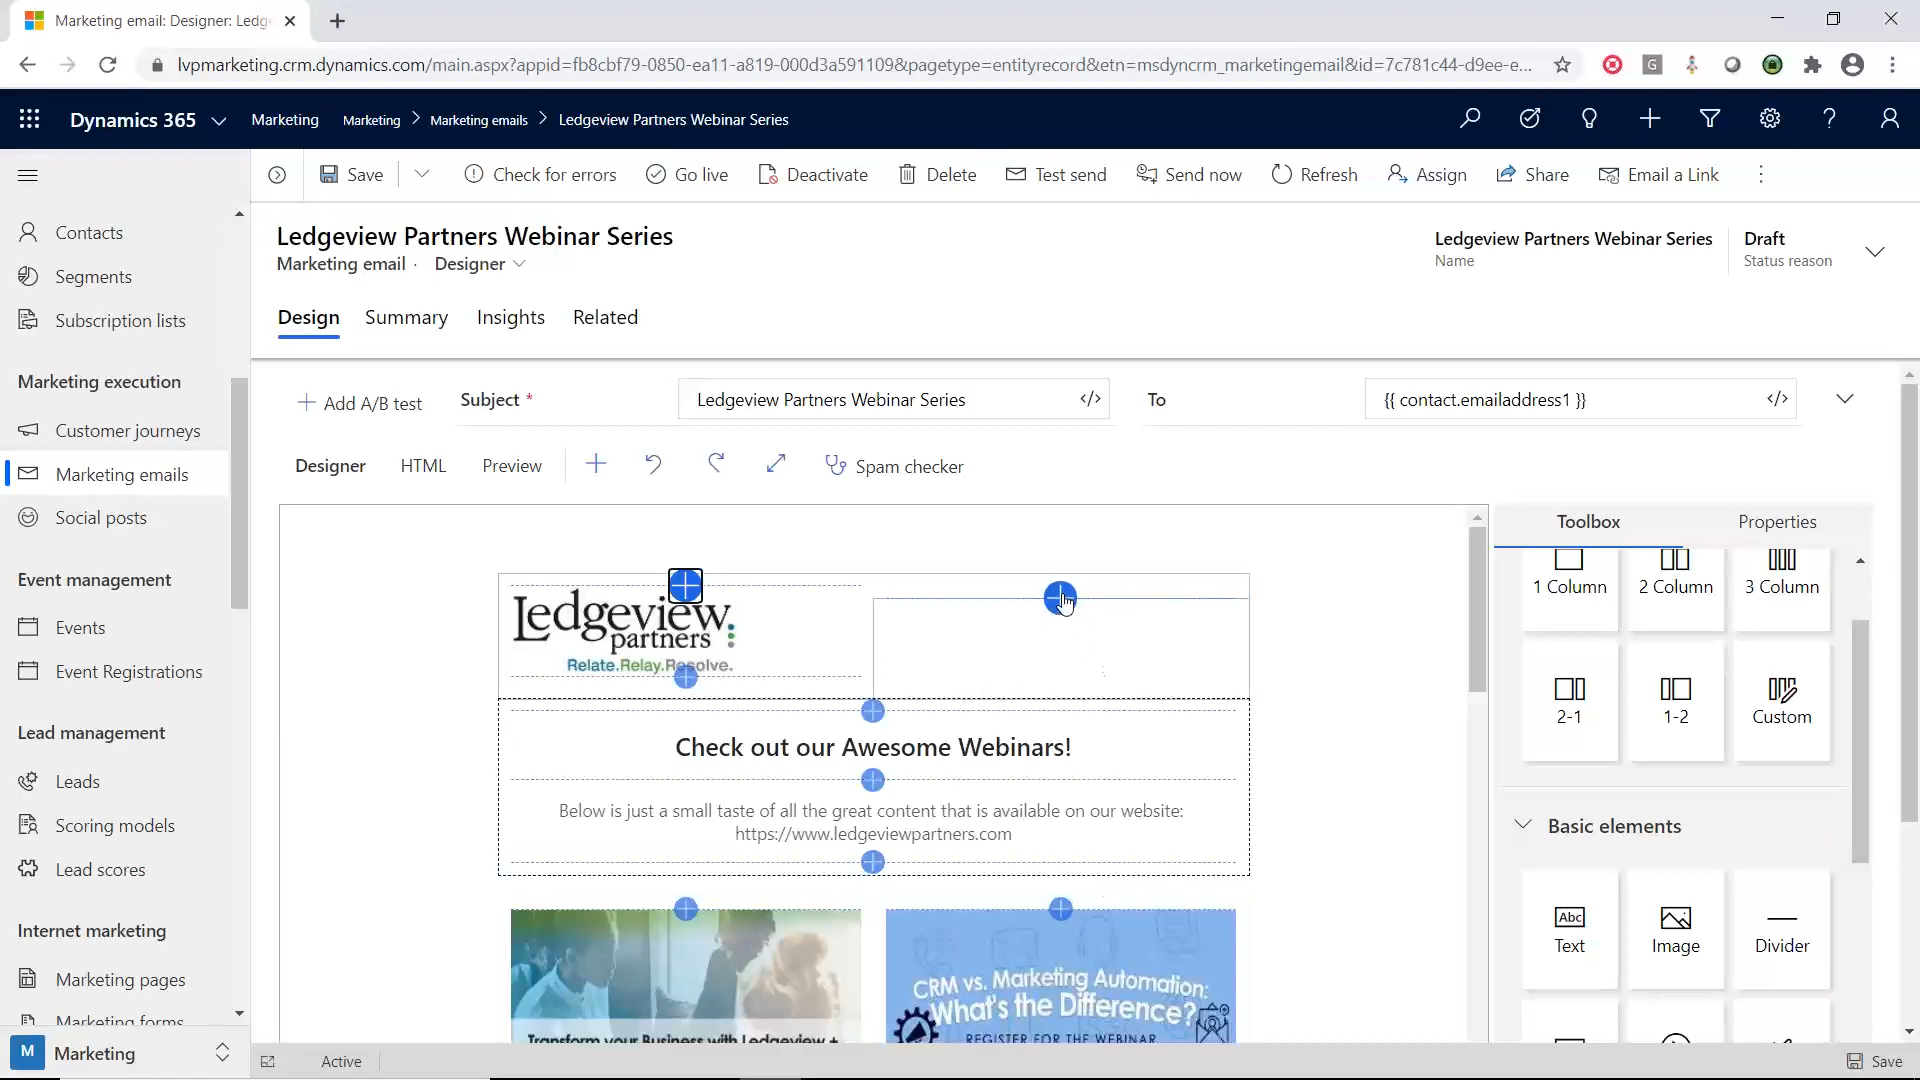 Marketing email: Designer: Ledg
lvpmarketing.crm.dynamics.com/main.aspx?appid=fb8cbf79-0850-ea11-a819-000d3a591109&pagetype=entityrecord&etn=msdyncrm_marketingemail&id=7c781c44-d9ee-e...
G
Dynamics 365
Marketing
Marketing
Marketing emails
Ledgeview Partners Webinar Series
Save
Check for errors
Go live
Deactivate
Delete
Test send
Send now
Refresh
Assign
Share
Email a Link
Contacts
Segments
Subscription lists
Marketing execution
Customer journeys
Marketing emails
Social posts
Event management
Events
Event Registrations
Lead management
Leads
Scoring models
Lead scores
Internet marketing
Marketing pages
Marketing forms
M Marketing
Ledgeview Partners Webinar Series
Marketing email · Designer
Ledgeview Partners Webinar Series
Name
Draft
Status reason
Design
Summary
Insights
Related
Add A/B test
Subject *
Ledgeview Partners Webinar Series </>
To
{{ contact.emailaddress1 }} </>
Designer
HTML
Preview
Spam checker
Ledgeview
partners
Relate.Relay.Resolve.
Check out our Awesome Webinars!
Below is just a small taste of all the great content that is available on our website:
https://www.ledgeviewpartners.com
Transform your Business with Ledgeview +
CRM vs. Marketing Automation:
What's the Difference?
REGISTER FOR THE WEBINAR
Toolbox
Properties
1 Column
2 Column
3 Column
2-1
1-2
Custom
Basic elements
Abc
Text
Image
Divider
Active
Save